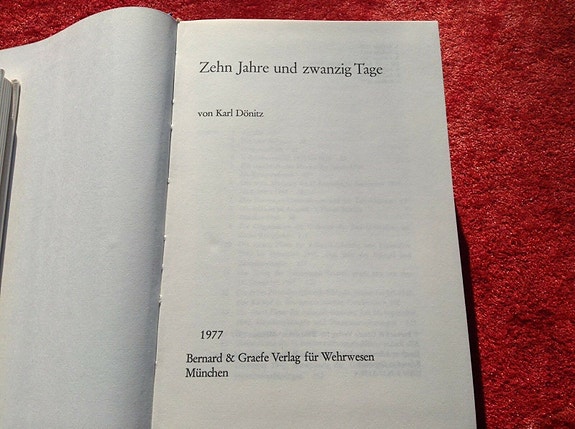 Zehn Jahre und zwanzig Tage
von Karl Dönitz
1977
Bernard & Graefe Verlag für Wehrwesen
München